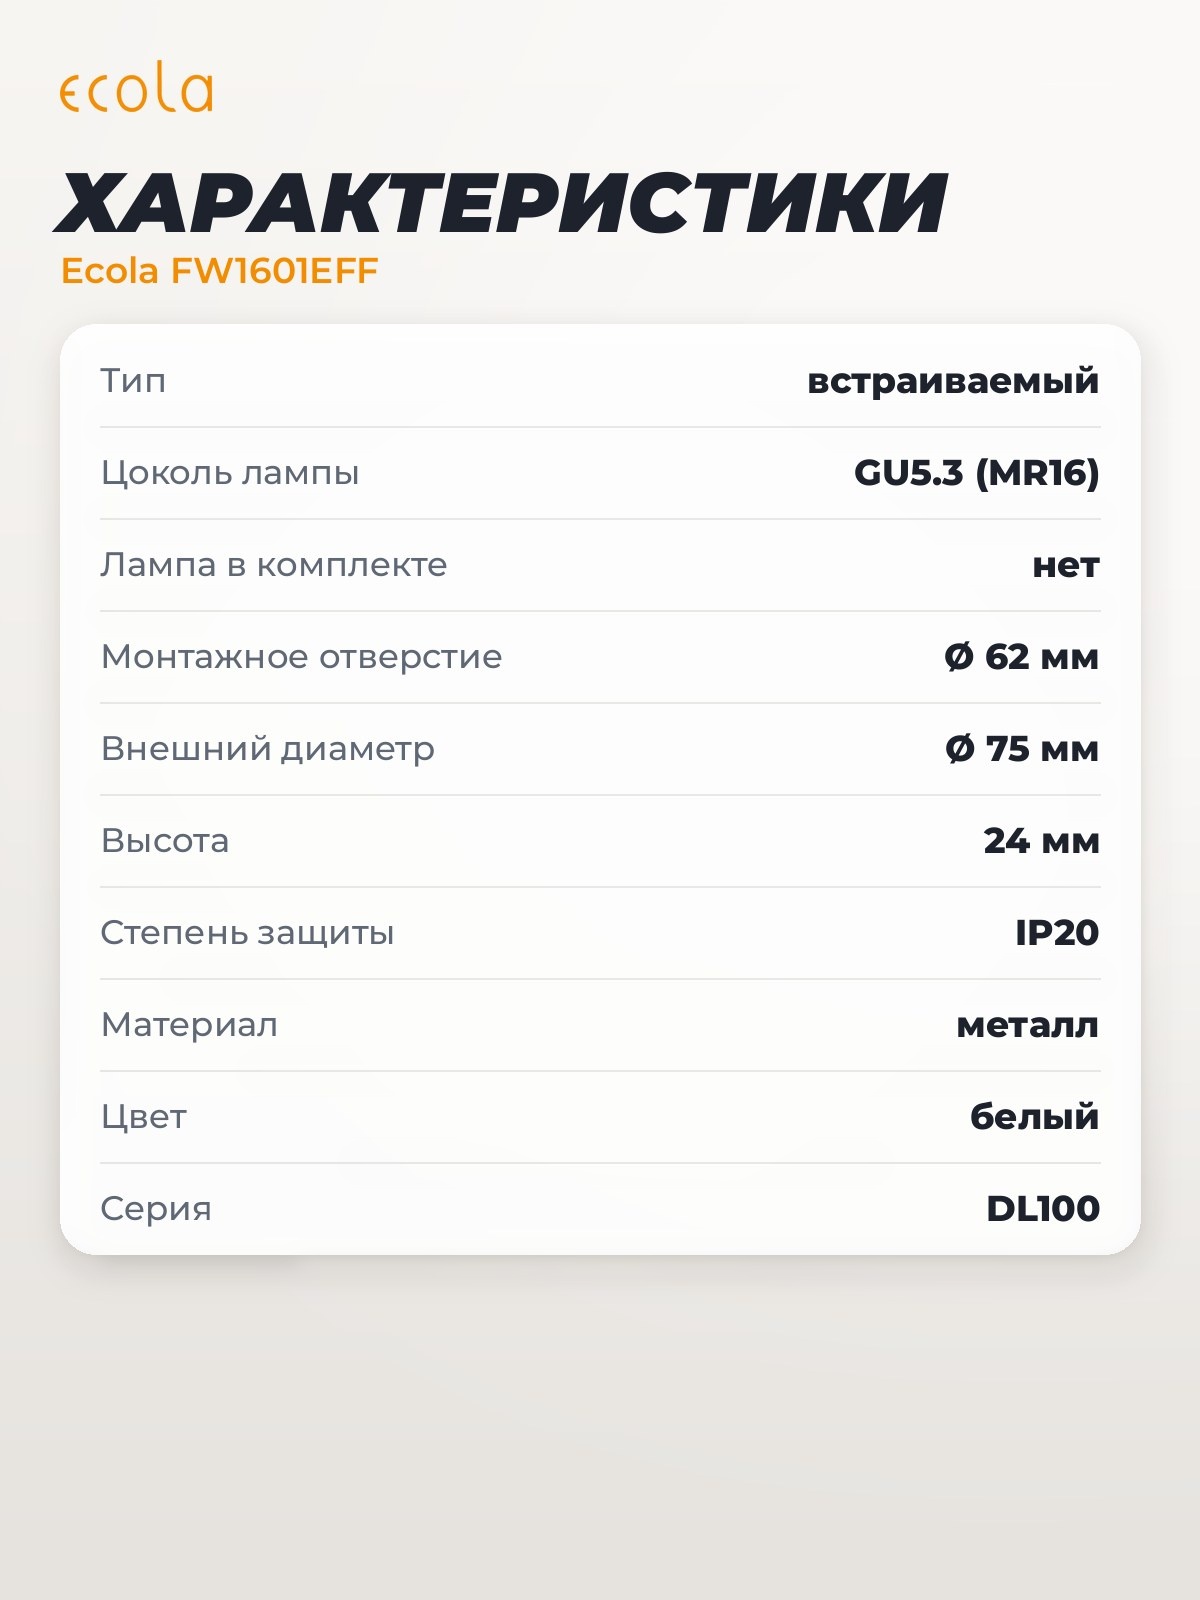 ecola
ХАРАКТЕРИСТИКИ
Ecola FW1601EFF
Тип встраиваемый
Цоколь лампы GU5.3 (MR16)
Лампа в комплекте нет
Монтажное отверстие Ø 62 мм
Внешний диаметр Ø 75 мм
Высота 24 мм
Степень защиты IP20
Материал металл
Цвет белый
Серия DL100